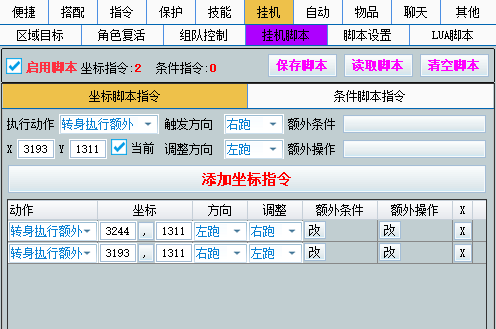 便捷 搭配 指令 保护 技能 挂机 自动 物品 聊天 其他
区域目标 角色复活 组队控制 挂机脚本 脚本设置 LUA脚本
启用脚本 坐标指令:2 条件指令:0 保存脚本 读取脚本 清空脚本
坐标脚本指令 条件脚本指令
执行动作 转身执行额外 触发方向 右跑 额外条件
X 3193 Y 1311 当前 调整方向 左跑 额外操作
添加坐标指令
动作 坐标 方向 调整 额外条件 额外操作 X
转身执行额外 3244 , 1311 左跑 右跑 改 改 X
转身执行额外 3193 , 1311 右跑 左跑 改 改 X